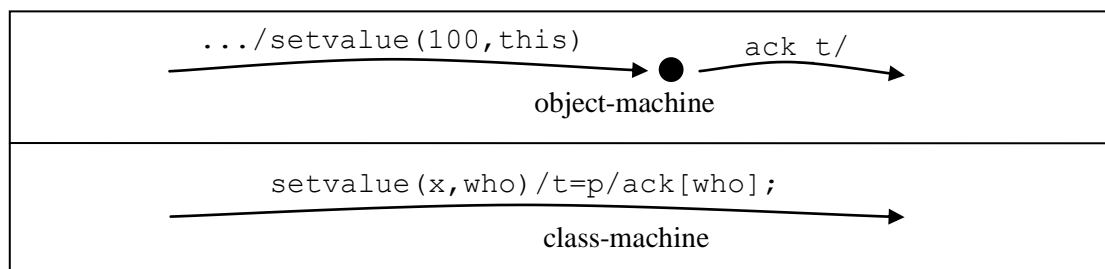 .../setvalue(100,this)
ack t/
object-machine
setvalue(x,who)/t=p/ack[who];
class-machine